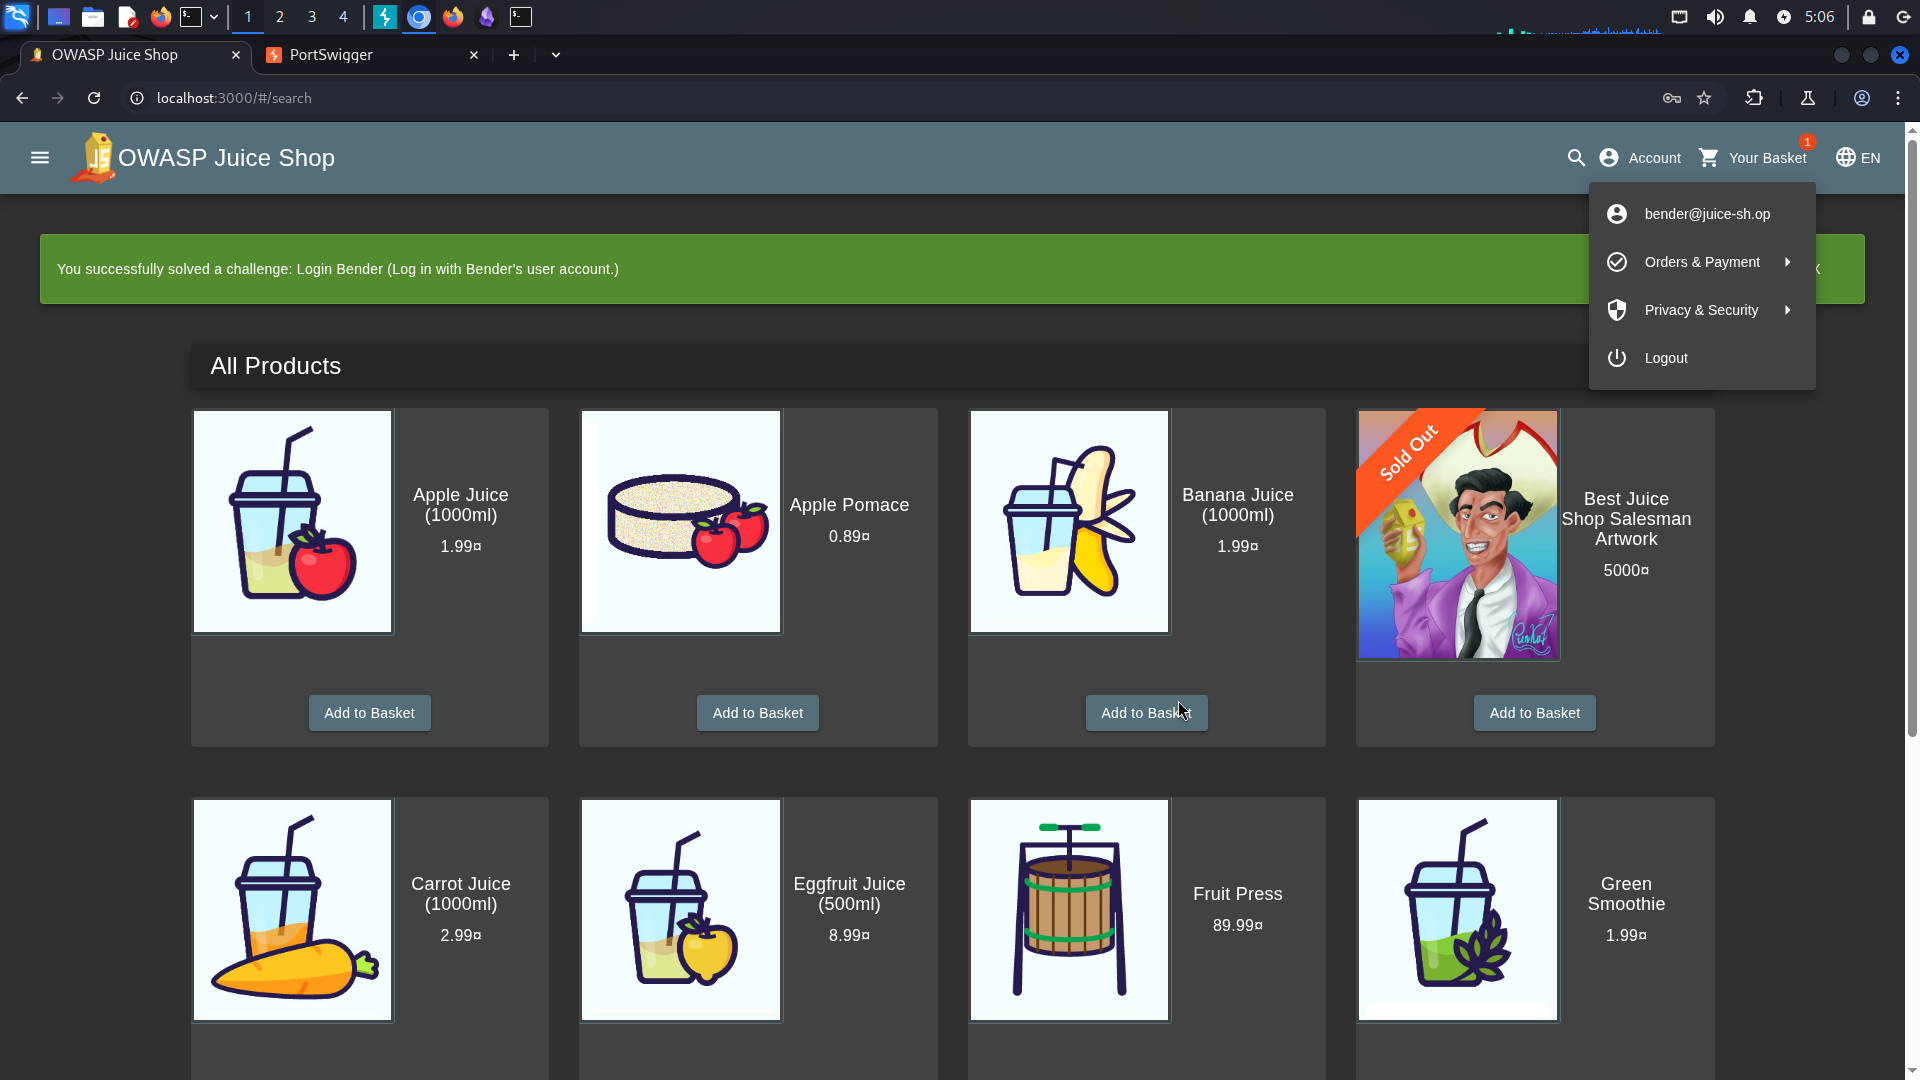 1 2 3 4
5:06
OWASP Juice Shop
PortSwigger
localhost:3000/#/search
JS
OWASP Juice Shop
Account
Your Basket
1
EN
bender@juice-sh.op
Orders & Payment
Privacy & Security
Logout
You successfully solved a challenge: Login Bender (Log in with Bender's user account.)
X
All Products
Apple Juice
(1000ml)
1.99¤
Add to Basket
Apple Pomace
0.89¤
Add to Basket
Banana Juice
(1000ml)
1.99¤
Add to Basket
Sold Out
Best Juice
Shop Salesman
Artwork
5000¤
Add to Basket
Carrot Juice
(1000ml)
2.99¤
Eggfruit Juice
(500ml)
8.99¤
Fruit Press
89.99¤
Green
Smoothie
1.99¤